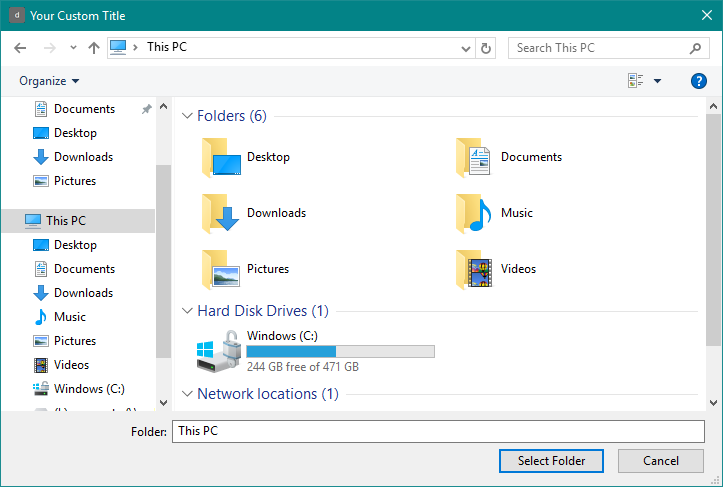 d Your Custom Title
This PC
Search This PC
Organize
Documents
Desktop
Downloads
Pictures
This PC
Desktop
Documents
Downloads
Music
Pictures
Videos
Windows (C:)
Folders (6)
Desktop
Documents
Downloads
Music
Pictures
Videos
Hard Disk Drives (1)
Windows (C:)
244 GB free of 471 GB
Network locations (1)
Folder: This PC
Select Folder
Cancel